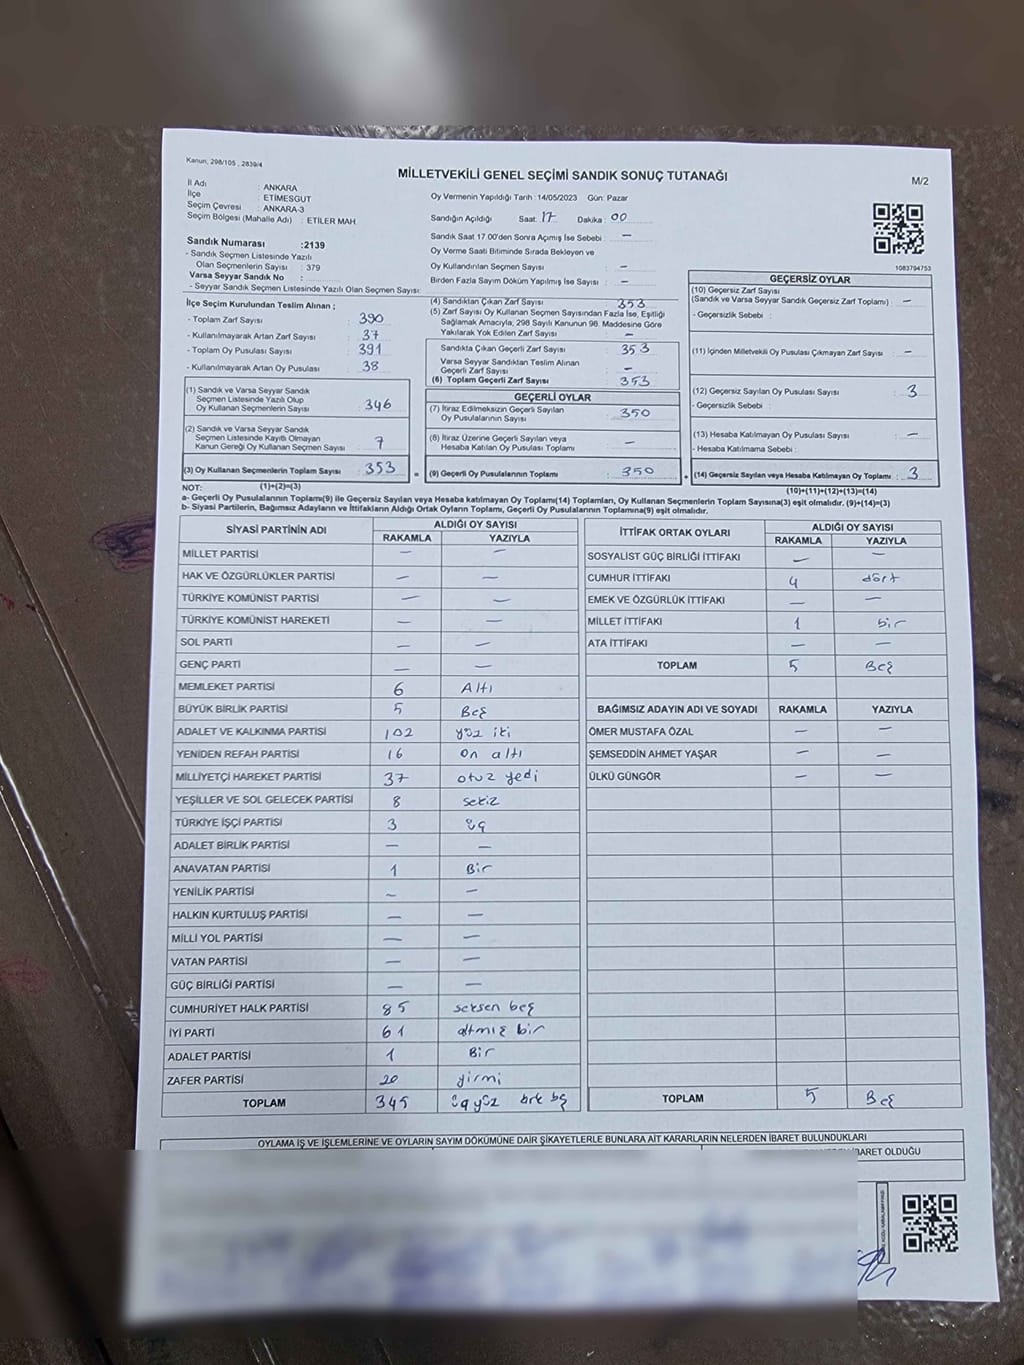 Kanun, 298/105 , 2839/4
MİLLETVEKİLİ GENEL SEÇİMİ SANDIK SONUÇ TUTANAĞI
M/2
İl Adı : ANKARA
İlçe : ETİMESGUT
Seçim Çevresi : ANKARA-3
Seçim Bölgesi (Mahalle Adı) : ETİLER MAH.
Sandık Numarası :2139
- Sandık Seçmen Listesinde Yazılı
Olan Seçmenlerin Sayısı : 379
Varsa Seyyar Sandık No :
- Seyyar Sandık Seçmen Listesinde Yazılı Olan Seçmen Sayısı:
Oy Vermenin Yapıldığı Tarih : 14/05/2023 Gün: Pazar
Sandığın Açıldığı Saat: 17 Dakika : 00
Sandık Saat 17.00'den Sonra Açımış İse Sebebi : –
Oy Verme Saati Bitiminde Sırada Bekleyen ve
Oy Kullandırılan Seçmen Sayısı : –
Birden Fazla Sayım Döküm Yapılmış İse Sayısı : –
1083794753
İlçe Seçim Kurulundan Teslim Alınan ;
- Toplam Zarf Sayısı : 390
- Kullanılmayarak Artan Zarf Sayısı : 37
- Toplam Oy Pusulası Sayısı : 391
- Kullanılmayarak Artan Oy Pusulası : 38
(1) Sandık ve Varsa Seyyar Sandık
Seçmen Listesinde Yazılı Olup
Oy Kullanan Seçmenlerin Sayısı : 346
(2) Sandık ve Varsa Seyyar Sandık
Seçmen Listesinde Kayıtlı Olmayan
Kanun Gereği Oy Kullanan Seçmen Sayısı : 7
(3) Oy Kullanan Seçmenlerin Toplam Sayısı : 353
(4) Sandıktan Çıkan Zarf Sayısı : 353
(5) Zarf Sayısı Oy Kullanan Seçmen Sayısından Fazla İse, Eşitliği
Sağlamak Amacıyla, 298 Sayılı Kanunun 98. Maddesine Göre
Yakılarak Yok Edilen Zarf Sayısı : –
Sandıkta Çıkan Geçerli Zarf Sayısı : 353
Varsa Seyyar Sandıktan Teslim Alınan
Geçerli Zarf Sayısı : –
(6) Toplam Geçerli Zarf Sayısı : 353
GEÇERLİ OYLAR
(7) İtiraz Edilmeksizin Geçerli Sayılan
Oy Pusulalarının Sayısı : 350
(8) İtiraz Üzerine Geçerli Sayılan veya
Hesaba Katılan Oy Pusulası Toplamı : –
= (9) Geçerli Oy Pusulalarının Toplamı : 350
GEÇERSİZ OYLAR
(10) Geçersiz Zarf Sayısı
(Sandık ve Varsa Seyyar Sandık Geçersiz Zarf Toplamı) : –
- Geçersizlik Sebebi :
(11) İçinden Milletvekili Oy Pusulası Çıkmayan Zarf Sayısı : –
(12) Geçersiz Sayılan Oy Pusulası Sayısı : 3
- Geçersizlik Sebebi :
(13) Hesaba Katılmayan Oy Pusulası Sayısı : –
- Hesaba Katılmama Sebebi :
+ (14) Geçersiz Sayılan veya Hesaba Katılmayan Oy Toplamı : 3
NOT: (1)+(2)=(3)
(10)+(11)+(12)+(13)=(14)
a- Geçerli Oy Pusulalarının Toplamı(9) ile Geçersiz Sayılan veya Hesaba katılmayan Oy Toplamı(14) Toplamları, Oy Kullanan Seçmenlerin Toplam Sayısına(3) eşit olmalıdır. (9)+(14)=(3)
b- Siyasi Partilerin, Bağımsız Adayların ve İttifakların Aldığı Ortak Oyların Toplamı, Geçerli Oy Pusulalarının Toplamına(9) eşit olmalıdır.
SİYASİ PARTİNİN ADI ALDIĞI OY SAYISI
RAKAMLA YAZIYLA
MİLLET PARTİSİ – –
HAK VE ÖZGÜRLÜKLER PARTİSİ – –
TÜRKİYE KOMÜNİST PARTİSİ – –
TÜRKİYE KOMÜNİST HAREKETİ – –
SOL PARTİ – –
GENÇ PARTİ – –
MEMLEKET PARTİSİ 6 Altı
BÜYÜK BİRLİK PARTİSİ 5 Beş
ADALET VE KALKINMA PARTİSİ 102 yüz iki
YENİDEN REFAH PARTİSİ 16 on altı
MİLLİYETÇİ HAREKET PARTİSİ 37 otuz yedi
YEŞİLLER VE SOL GELECEK PARTİSİ 8 sekiz
TÜRKİYE İŞÇİ PARTİSİ 3 üç
ADALET BİRLİK PARTİSİ – –
ANAVATAN PARTİSİ 1 Bir
YENİLİK PARTİSİ – –
HALKIN KURTULUŞ PARTİSİ – –
MİLLİ YOL PARTİSİ – –
VATAN PARTİSİ – –
GÜÇ BİRLİĞİ PARTİSİ – –
CUMHURİYET HALK PARTİSİ 85 seksen beş
İYİ PARTİ 61 altmış bir
ADALET PARTİSİ 1 Bir
ZAFER PARTİSİ 20 yirmi
TOPLAM 345 üçyüz kırk beş
İTTİFAK ORTAK OYLARI ALDIĞI OY SAYISI
RAKAMLA YAZIYLA
SOSYALİST GÜÇ BİRLİĞİ İTTİFAKI – –
CUMHUR İTTİFAKI 4 dört
EMEK VE ÖZGÜRLÜK İTTİFAKI – –
MİLLET İTTİFAKI 1 bir
ATA İTTİFAKI – –
TOPLAM 5 Beş
BAĞIMSIZ ADAYIN ADI VE SOYADI RAKAMLA YAZIYLA
ÖMER MUSTAFA ÖZAL – –
ŞEMSEDDİN AHMET YAŞAR – –
ÜLKÜ GÜNGÖR – –
TOPLAM 5 Beş
OYLAMA İŞ VE İŞLEMLERİNE VE OYLARIN SAYIM DÖKÜMÜNE DAİR ŞİKAYETLERLE BUNLARA AİT KARARLARIN NELERDEN İBARET BULUNDUKLARI
İBARET OLDUĞU